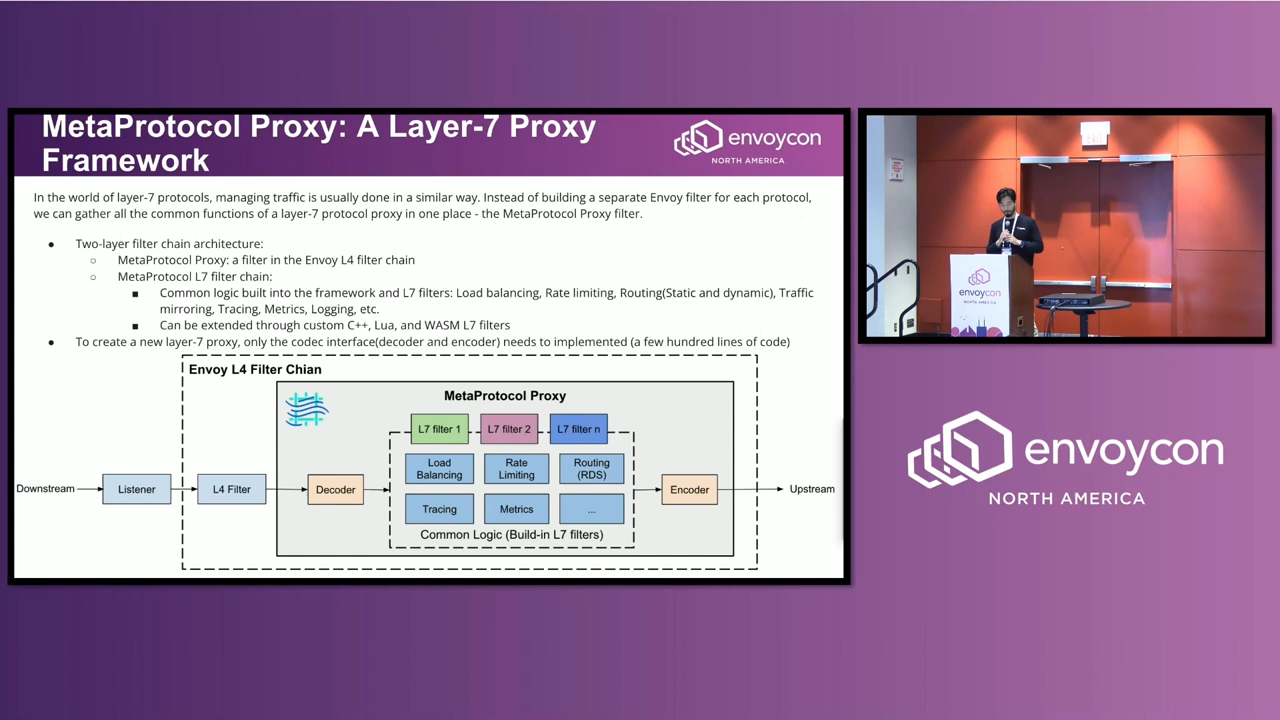 MetaProtocol Proxy: A Layer-7 Proxy
Framework
envoycon
NORTH AMERICA
In the world of layer-7 protocols, managing traffic is usually done in a similar way. Instead of building a separate Envoy filter for each protocol,
we can gather all the common functions of a layer-7 protocol proxy in one place - the MetaProtocol Proxy filter.
● Two-layer filter chain architecture:
○ MetaProtocol Proxy: a filter in the Envoy L4 filter chain
○ MetaProtocol L7 filter chain:
■ Common logic built into the framework and L7 filters: Load balancing, Rate limiting, Routing(Static and dynamic), Traffic
mirroring, Tracing, Metrics, Logging, etc.
■ Can be extended through custom C++, Lua, and WASM L7 filters
● To create a new layer-7 proxy, only the codec interface(decoder and encoder) needs to implemented (a few hundred lines of code)
Envoy L4 Filter Chian
MetaProtocol Proxy
L7 filter 1
L7 filter 2
L7 filter n
Load
Balancing
Rate
Limiting
Routing
(RDS)
Downstream
Listener
L4 Filter
Decoder
Encoder
Upstream
Tracing
Metrics
...
Common Logic (Build-in L7 filters)
envoycon
NORTH AMERICA
envoycon
NORTH AMERICA